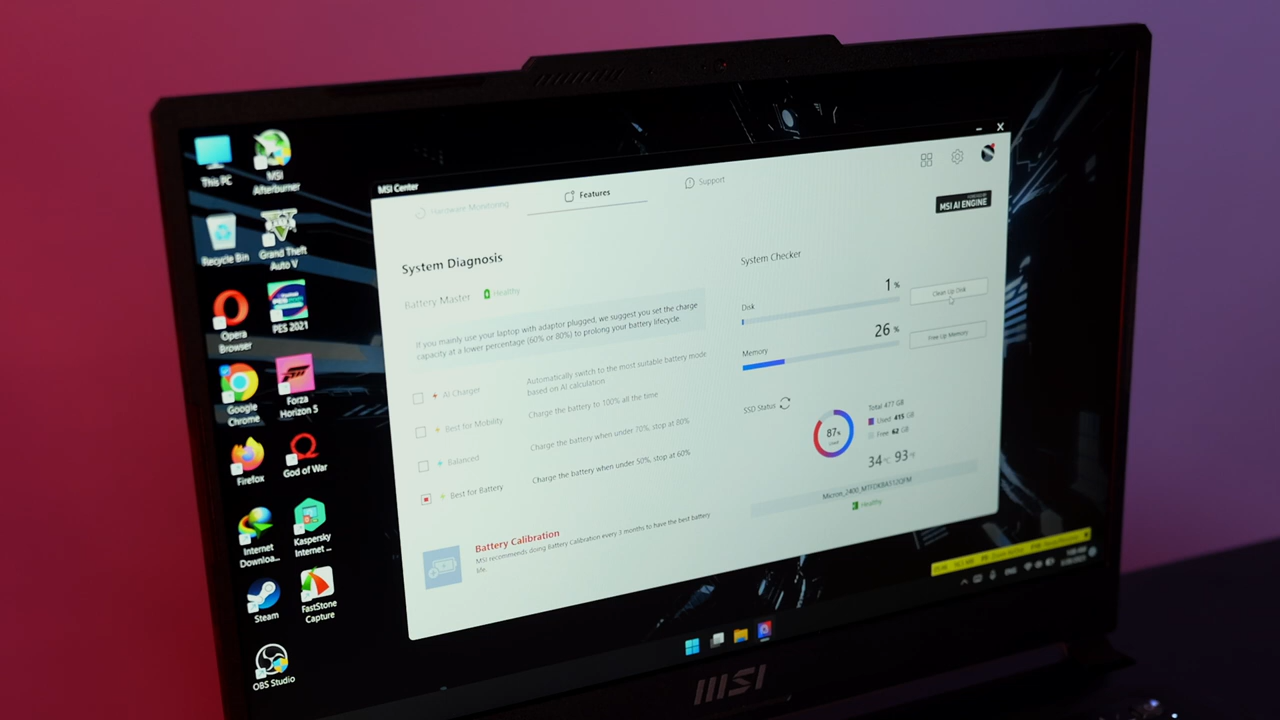 This PC
MSI
Afterburner
Recycle Bin
Grand Theft
Auto V
Opera
Browser
PES 2021
Google
Chrome
Forza
Horizon 5
Firefox
God of War
Internet
Downloa...
Kaspersky
Internet ...
Steam
FastStone
Capture
OBS Studio
MSI Center
Hardware Monitoring
Features
Support
MSI AI ENGINE
System Diagnosis
Battery Master
Healthy
If you mainly use your laptop with adaptor plugged, we suggest you set the charge
capacity at a lower percentage (60% or 80%) to prolong your battery lifecycle.
AI Charger
Automatically switch to the most suitable battery mode
based on AI calculation
Best for Mobility
Charge the battery to 100% all the time
Balanced
Charge the battery when under 70%, stop at 80%
Best for Battery
Charge the battery when under 50%, stop at 60%
Battery Calibration
MSI recommends doing Battery Calibration every 3 months to have the best battery
life.
System Checker
1 %
Disk
Clean Up Disk
26 %
Memory
Free Up Memory
SSD Status
87%
Used
Total 477 GB
Used 415 GB
Free 62 GB
34°C 93°F
Micron_2400_MTFDKBA512QFM
Healthy
ENG
msi